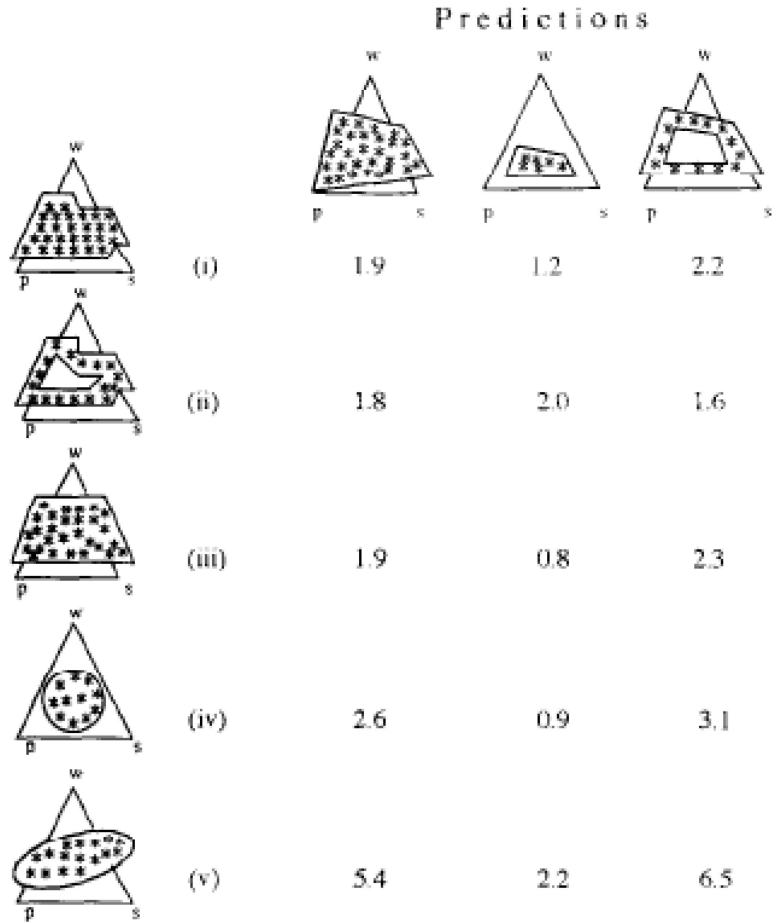 Predictions
w w w
p s p s p s
w
p s
(i) 1.9 1.2 2.2
w
p s
(ii) 1.8 2.0 1.6
w
p s
(iii) 1.9 0.8 2.3
w
p s
(iv) 2.6 0.9 3.1
w
p s
(v) 5.4 2.2 6.5